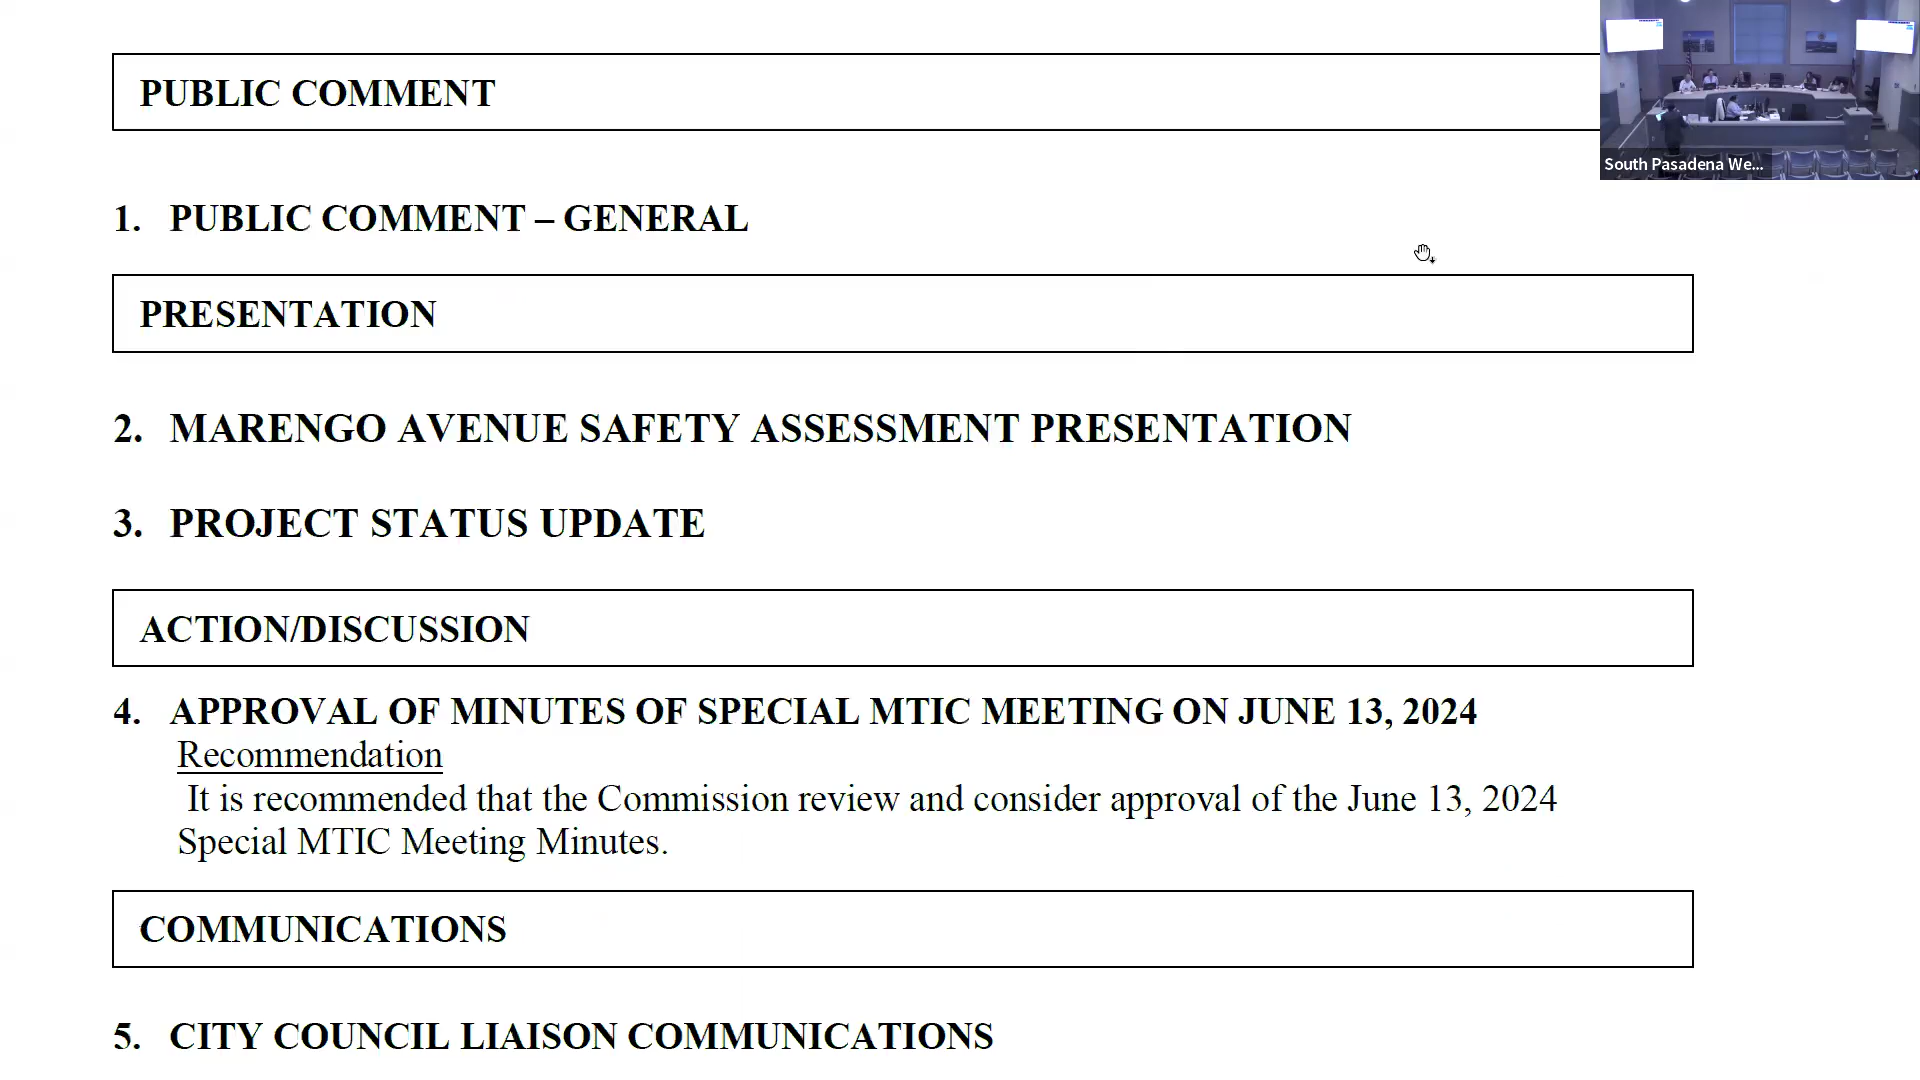 PUBLIC COMMENT
South Pasadena We...
1. PUBLIC COMMENT – GENERAL
PRESENTATION
2. MARENGO AVENUE SAFETY ASSESSMENT PRESENTATION
3. PROJECT STATUS UPDATE
ACTION/DISCUSSION
4. APPROVAL OF MINUTES OF SPECIAL MTIC MEETING ON JUNE 13, 2024
Recommendation
It is recommended that the Commission review and consider approval of the June 13, 2024
Special MTIC Meeting Minutes.
COMMUNICATIONS
5. CITY COUNCIL LIAISON COMMUNICATIONS